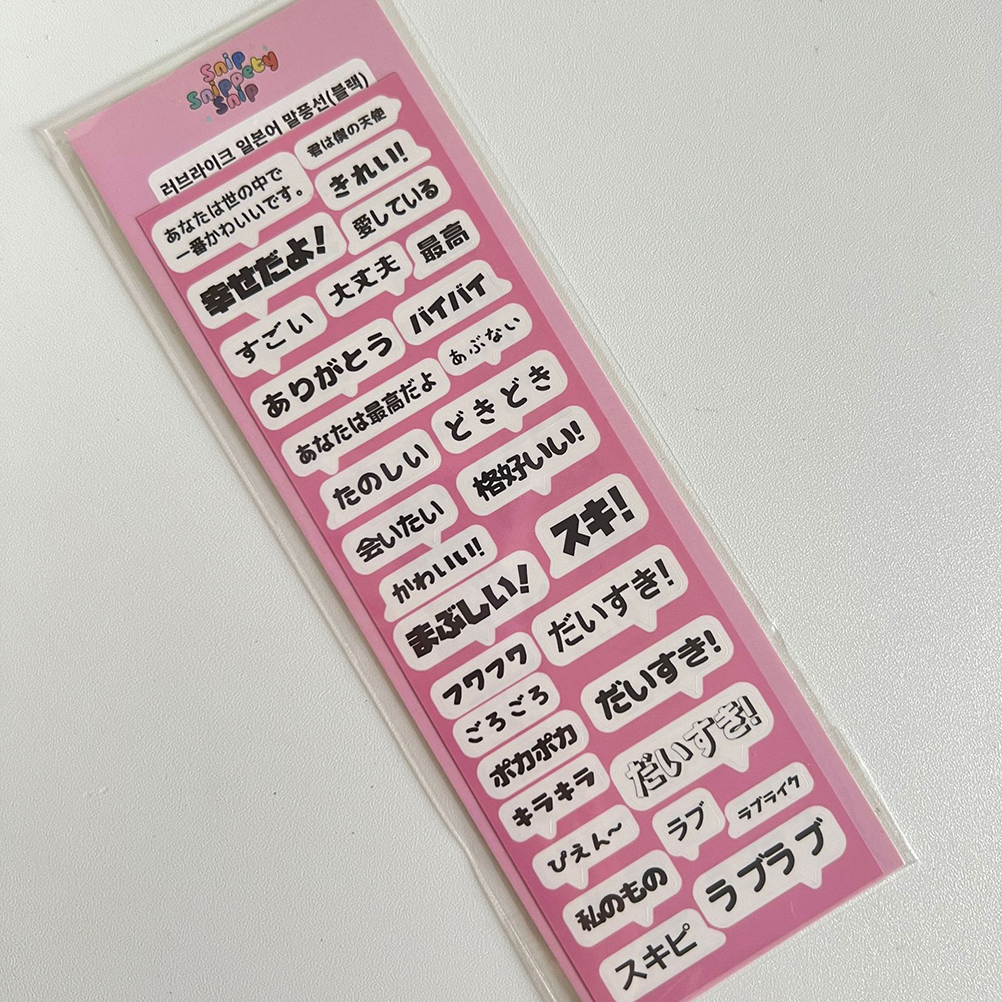 Snip
Snippety
Snip
러브라이크 일본어 말풍선(블랙)
君は僕の天使
あなたは世の中で
一番かわいいです。
きれい!
愛している
幸せだよ!
大丈夫
最高
すごい
バイバイ
ありがとう
あぶない
あなたは最高だよ
どきどき
たのしい
格好いい!
会いたい
スキ!
かわいい!
まぶしい!
だいすき!
フワフワ
だいすき!
ごろごろ
ポカポカ
だいすき!
キラキラ
ラブ
ラブライク
ぴえん~
ラブラブ
私のもの
スキピ